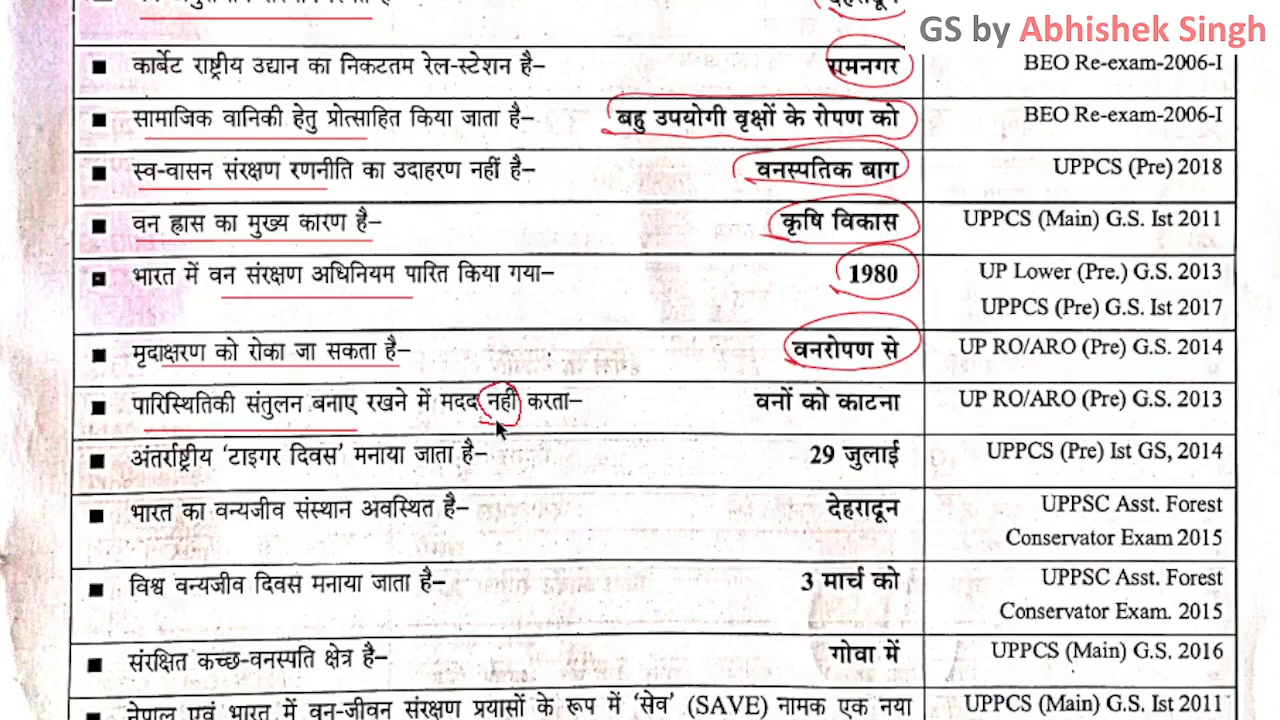 देहरादून
GS by Abhishek Singh
■ कार्बेट राष्ट्रीय उद्यान का निकटतम रेल-स्टेशन है– रामनगर BEO Re-exam-2006-I
■ सामाजिक वानिकी हेतु प्रोत्साहित किया जाता है– बहु उपयोगी वृक्षों के रोपण को BEO Re-exam-2006-I
■ स्व-वासन संरक्षण रणनीति का उदाहरण नहीं है– वनस्पतिक बाग UPPCS (Pre) 2018
■ वन ह्रास का मुख्य कारण है– कृषि विकास UPPCS (Main) G.S. Ist 2011
■ भारत में वन संरक्षण अधिनियम पारित किया गया– 1980 UP Lower (Pre.) G.S. 2013
UPPCS (Pre) G.S. Ist 2017
■ मृदाक्षरण को रोका जा सकता है– वनरोपण से UP RO/ARO (Pre) G.S. 2014
■ पारिस्थितिकी संतुलन बनाए रखने में मदद नहीं करता– वनों को काटना UP RO/ARO (Pre) G.S. 2013
■ अंतर्राष्ट्रीय ‘टाइगर दिवस’ मनाया जाता है– 29 जुलाई UPPCS (Pre) Ist GS, 2014
■ भारत का वन्यजीव संस्थान अवस्थित है– देहरादून UPPSC Asst. Forest
Conservator Exam 2015
■ विश्व वन्यजीव दिवस मनाया जाता है– 3 मार्च को UPPSC Asst. Forest
Conservator Exam. 2015
■ संरक्षित कच्छ-वनस्पति क्षेत्र है– गोवा में UPPCS (Main) G.S. 2016
■ नेपाल एवं भारत में वन-जीवन संरक्षण प्रयासों के रूप में ‘सेव’ (SAVE) नामक एक नया UPPCS (Main) G.S. Ist 2011